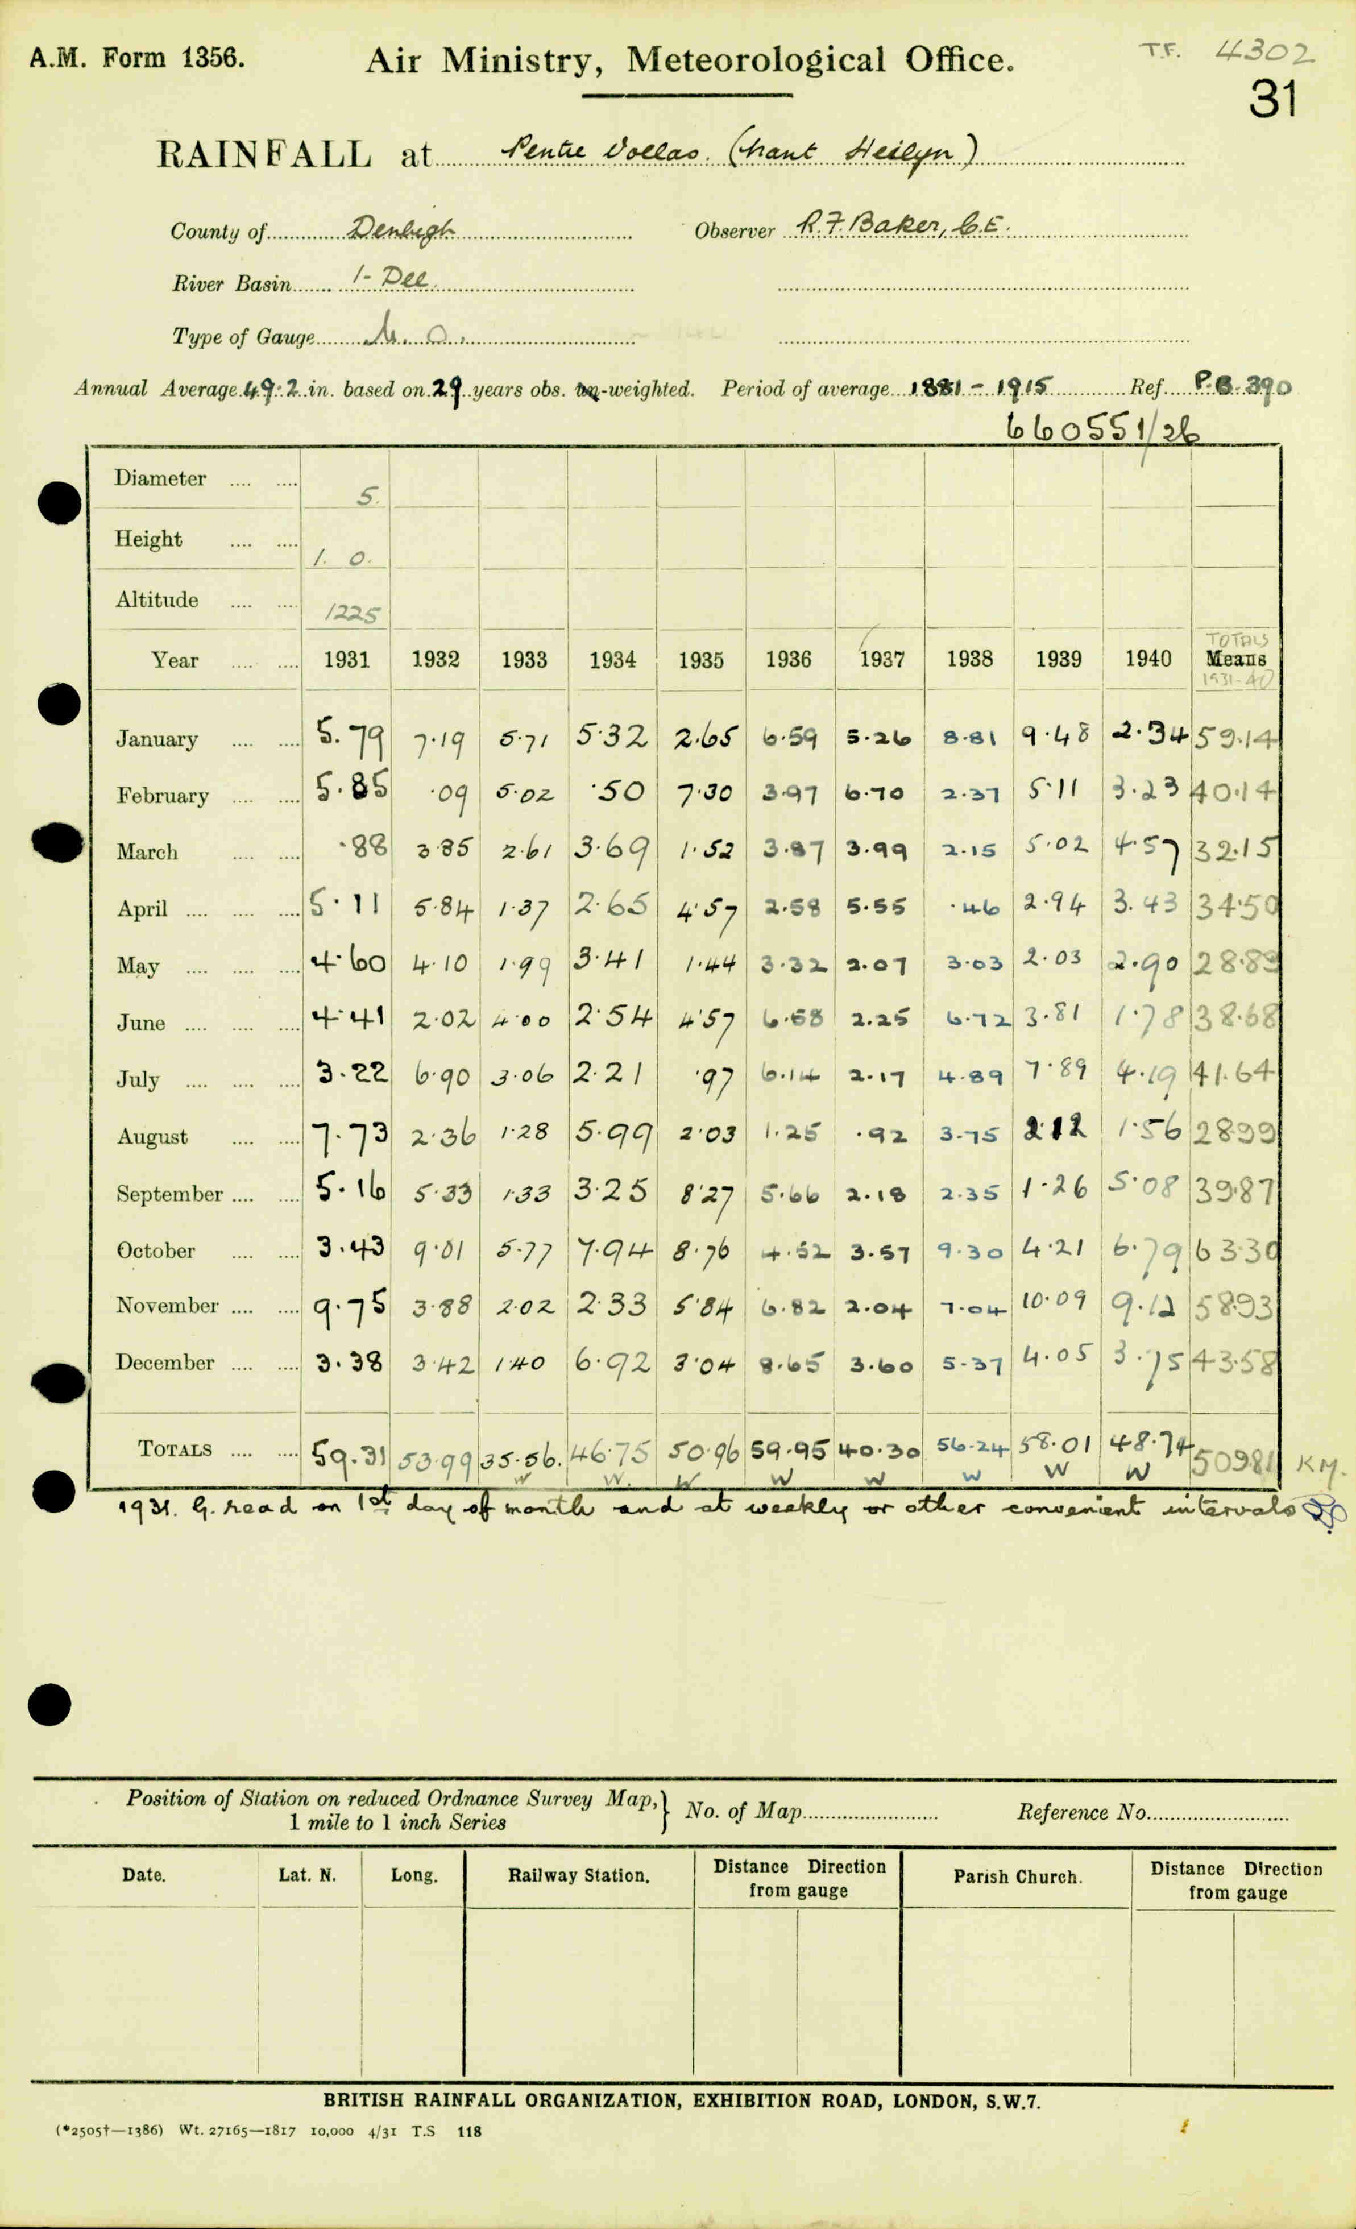 A.M. Form 1356. Air Ministry, Meteorological Office. T.F. 4302
31
RAINFALL at Pentre Voelas. (Nant Heilyn)
County of Denbigh Observer R.F. Baker, C.E.
River Basin 1- Dee
Type of Gauge M.O.
Annual Average 49.2 in. based on 29 years obs. un-weighted. Period of average 1881 - 1915 Ref. P.B. 390
660551/26
Diameter 5.
Height 1. 0.
Altitude 1225
TOTALS
Year 1931 1932 1933 1934 1935 1936 1937 1938 1939 1940 Means
1931-40
January 5.79 7.19 5.71 5.32 2.65 6.59 5.26 8.81 9.48 2.34 59.14
February 5.85 .09 5.02 .50 7.30 3.97 6.70 2.37 5.11 3.23 40.14
March .88 3.85 2.61 3.69 1.52 3.87 3.99 2.15 5.02 4.57 32.15
April 5.11 5.84 1.37 2.65 4.57 2.58 5.55 .46 2.94 3.43 34.50
May 4.60 4.10 1.99 3.41 1.44 3.32 2.07 3.03 2.03 2.90 28.89
June 4.41 2.02 4.00 2.54 4.57 6.58 2.25 6.72 3.81 1.78 38.68
July 3.22 6.90 3.06 2.21 .97 6.14 2.17 4.89 7.89 4.19 41.64
August 7.73 2.36 1.28 5.99 2.03 1.25 .92 3.75 2.12 1.56 28.99
September 5.16 5.33 1.33 3.25 8.27 5.66 2.18 2.35 1.26 5.08 39.87
October 3.43 9.01 5.77 7.94 8.76 4.52 3.57 9.30 4.21 6.79 63.30
November 9.75 3.88 2.02 2.33 5.84 6.82 2.04 7.04 10.09 9.12 58.93
December 3.38 3.42 1.40 6.92 3.04 8.65 3.60 5.37 4.05 3.75 43.58
TOTALS 59.31 53.99 35.56. 46.75 50.96 59.95 40.30 56.24 58.01 48.74 509.81 KM.
W W. W W W W W W
1931. G. read on 1st day of month and at weekly or other convenient intervals
Position of Station on reduced Ordnance Survey Map,} No. of Map Reference No.
1 mile to 1 inch Series
Date. Lat. N. Long. Railway Station. Distance Direction Parish Church. Distance Direction
from gauge from gauge
BRITISH RAINFALL ORGANIZATION, EXHIBITION ROAD, LONDON, S.W.7.
(*2505†—1386) Wt. 27165—1817 10,000 4/31 T.S 118